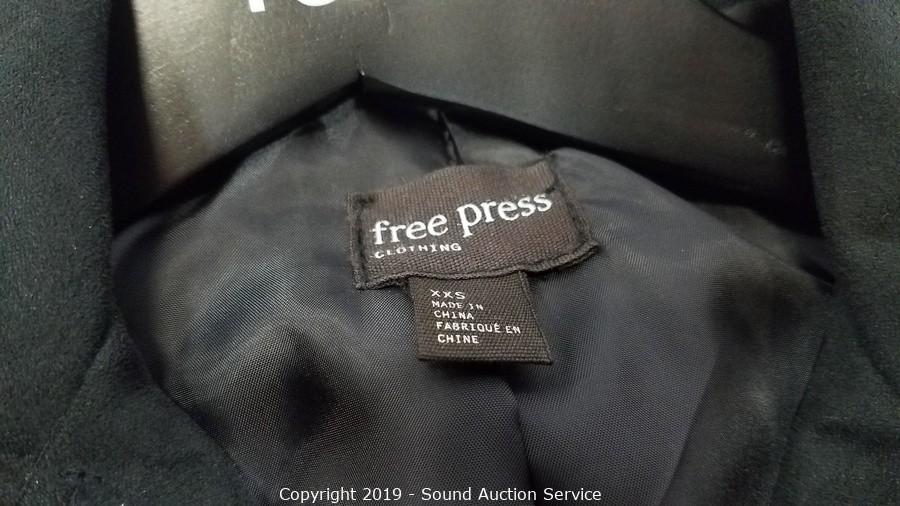 free press
CLOTHING
XXS
MADE IN
CHINA
FABRIQUÉ EN
CHINE
Copyright 2019 - Sound Auction Service